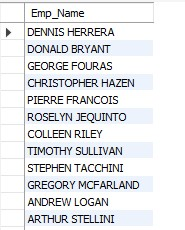 Emp_Name
DENNIS HERRERA
DONALD BRYANT
GEORGE FOURAS
CHRISTOPHER HAZEN
PIERRE FRANCOIS
ROSELYN JEQUINTO
COLLEEN RILEY
TIMOTHY SULLIVAN
STEPHEN TACCHINI
GREGORY MCFARLAND
ANDREW LOGAN
ARTHUR STELLINI